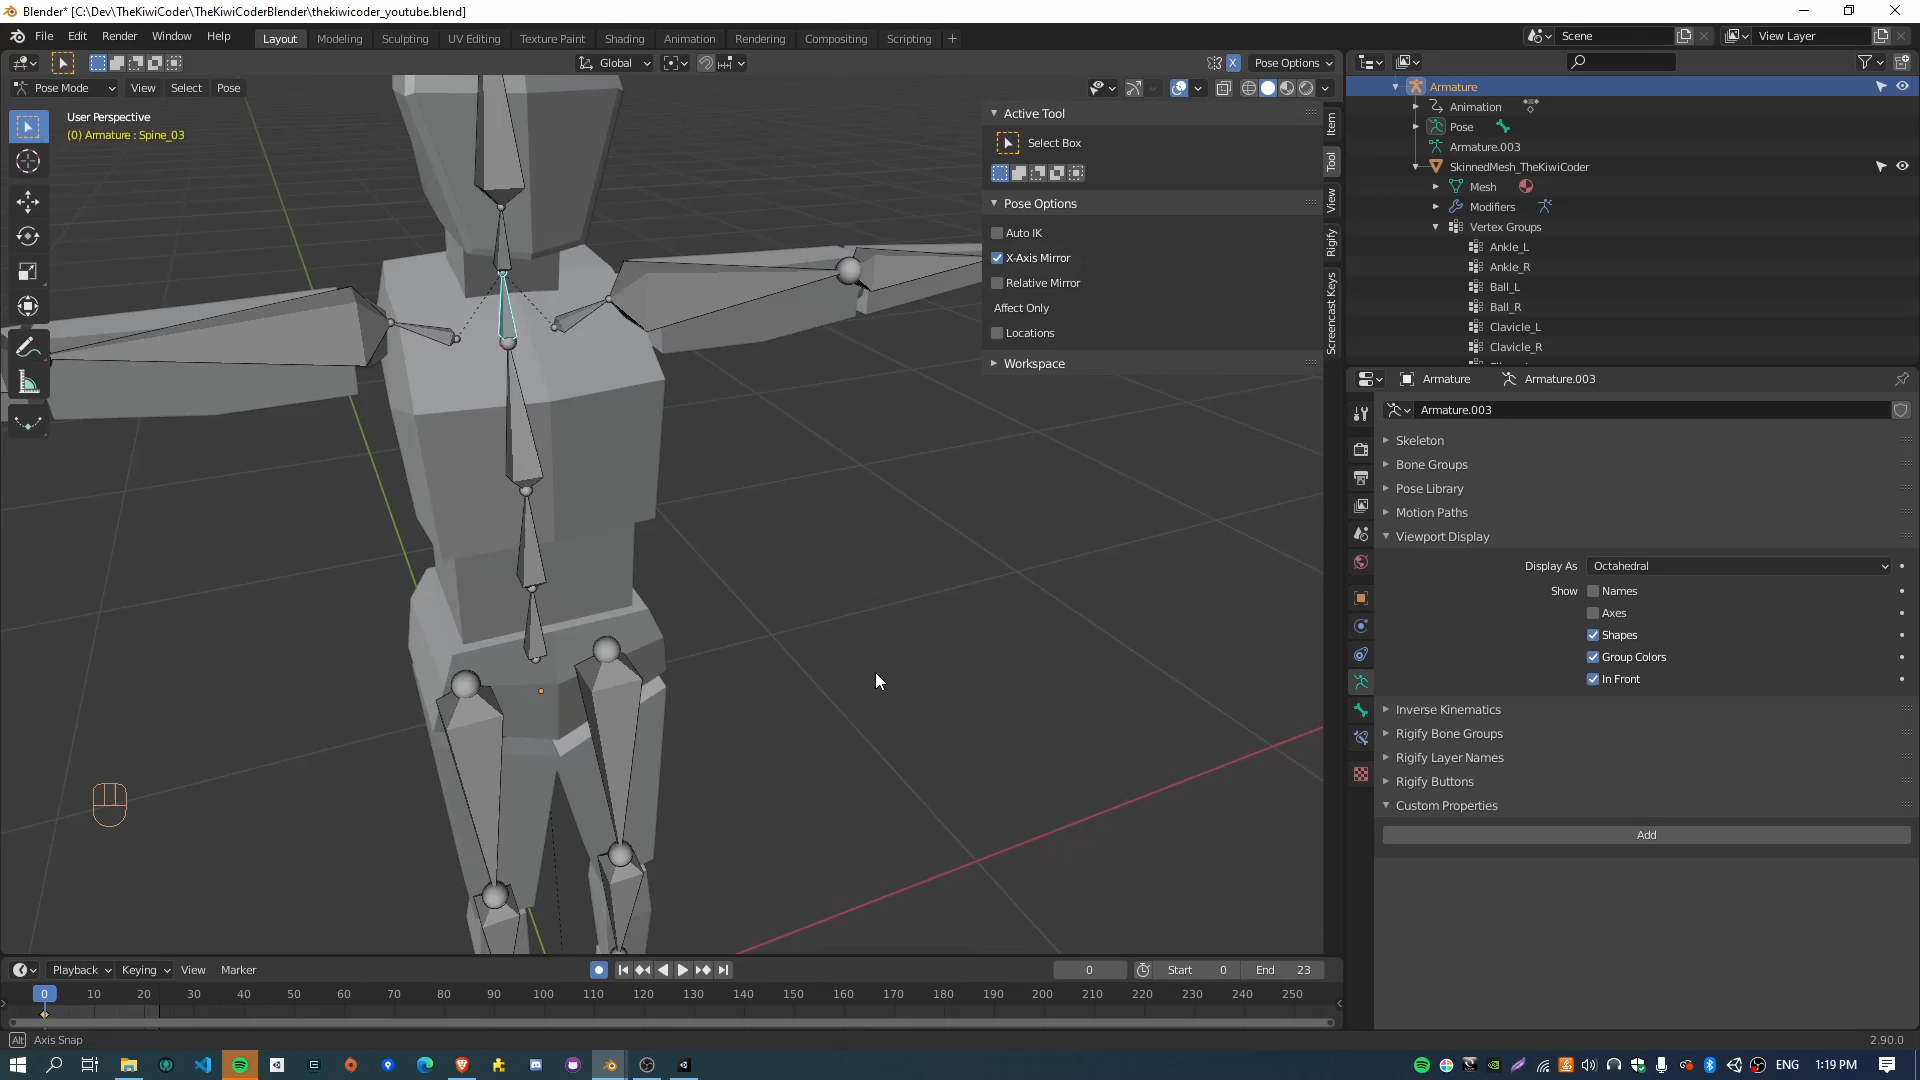 Blender* [C:\Dev\TheKiwiCoder\TheKiwiCoderBlender\thekiwicoder_youtube.blend]
File Edit Render Window Help
Layout Modeling Sculpting UV Editing Texture Paint Shading Animation Rendering Compositing Scripting +
Scene
View Layer
Global
X
Pose Options
Pose Mode View Select Pose
User Perspective
(0) Armature : Spine_03
Active Tool
Select Box
Pose Options
Auto IK
X-Axis Mirror
Relative Mirror
Affect Only
Locations
Workspace
Item
Tool
View
Rigify
Screencast Keys
Armature
Animation
Pose
Armature.003
SkinnedMesh_TheKiwiCoder
Mesh
Modifiers
Vertex Groups
Ankle_L
Ankle_R
Ball_L
Ball_R
Clavicle_L
Clavicle_R
Armature Armature.003
Armature.003
Skeleton
Bone Groups
Pose Library
Motion Paths
Viewport Display
Display As Octahedral
Show Names
Axes
Shapes
Group Colors
In Front
Inverse Kinematics
Rigify Bone Groups
Rigify Layer Names
Rigify Buttons
Custom Properties
Add
Playback Keying View Marker
0 Start 0 End 23
0 10 20 30 40 50 60 70 80 90 100 110 120 130 140 150 160 170 180 190 200 210 220 230 240 250
Alt Axis Snap
2.90.0
ENG 1:19 PM